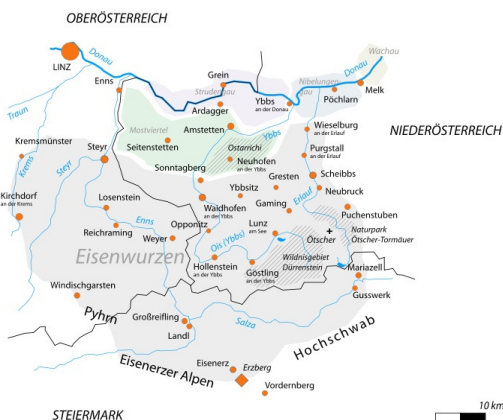 OBERÖSTERREICH
Wachau
Donau
LINZ
Donau
Enns
Grein
Strudengau
Nibelungen-
gau
Melk
Ybbs
an der Donau
Pöchlarn
Ardagger
Traun
Mostviertel
Amstetten
Ybbs
Wieselburg
an der Erlauf
NIEDERÖSTERREICH
Kremsmünster
Steyr
Seitenstetten
Ostarrichi
Neuhofen
an der Ybbs
Purgstall
an der Erlauf
Krems
Steyr
Sonntagberg
Gresten
Scheibbs
Kirchdorf
an der Krems
Ybbsitz
Neubruck
Losenstein
Waidhofen
an der Ybbs
Gaming
Erlauf
Puchenstuben
Enns
Opponitz
Lunz
am See
Reichraming
Weyer
Ois (Ybbs)
Ötscher
Naturpark
Ötscher-Tormäuer
Eisenwurzen
Hollenstein
an der Ybbs
Göstling
an der Ybbs
Wildnisgebiet
Dürrenstein
Mariazell
Windischgarsten
Gusswerk
Pyhrn
Großreifling
Salza
Landl
Hochschwab
Eisenerzer Alpen
Eisenerz
Erzberg
Vordernberg
10 km
STEIERMARK